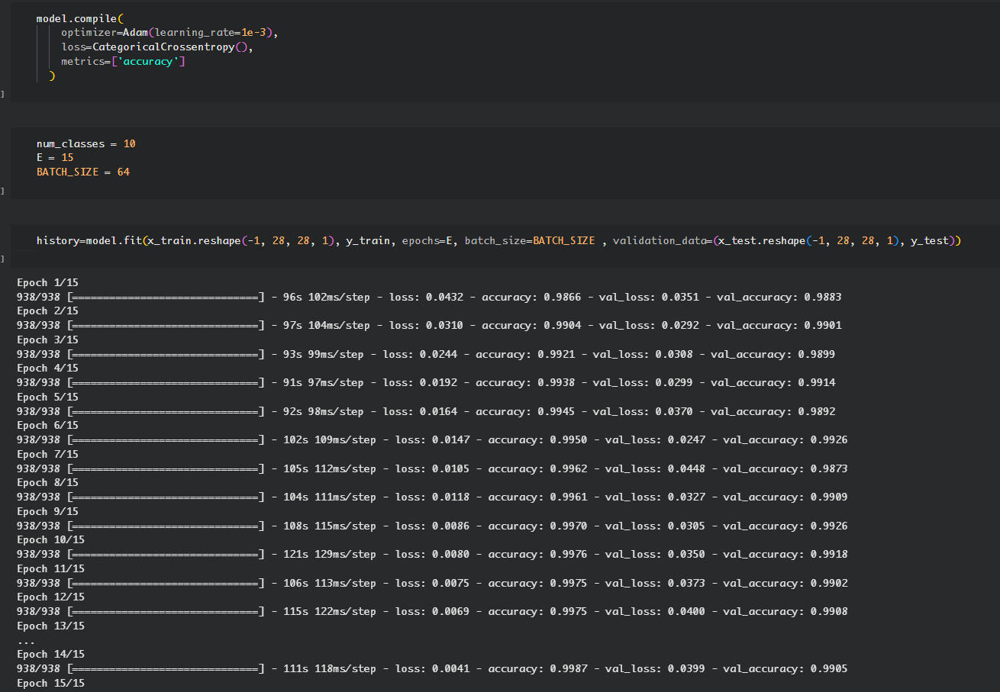 model.compile(
optimizer=Adam(learning_rate=1e-3),
loss=CategoricalCrossentropy(),
metrics=['accuracy']
)
]
num_classes = 10
E = 15
BATCH_SIZE = 64
]
history=model.fit(x_train.reshape(-1, 28, 28, 1), y_train, epochs=E, batch_size=BATCH_SIZE , validation_data=(x_test.reshape(-1, 28, 28, 1), y_test))
]
Epoch 1/15
938/938 [==============================] - 96s 102ms/step - loss: 0.0432 - accuracy: 0.9866 - val_loss: 0.0351 - val_accuracy: 0.9883
Epoch 2/15
938/938 [==============================] - 97s 104ms/step - loss: 0.0310 - accuracy: 0.9904 - val_loss: 0.0292 - val_accuracy: 0.9901
Epoch 3/15
938/938 [==============================] - 93s 99ms/step - loss: 0.0244 - accuracy: 0.9921 - val_loss: 0.0308 - val_accuracy: 0.9899
Epoch 4/15
938/938 [==============================] - 91s 97ms/step - loss: 0.0192 - accuracy: 0.9938 - val_loss: 0.0299 - val_accuracy: 0.9914
Epoch 5/15
938/938 [==============================] - 92s 98ms/step - loss: 0.0164 - accuracy: 0.9945 - val_loss: 0.0370 - val_accuracy: 0.9892
Epoch 6/15
938/938 [==============================] - 102s 109ms/step - loss: 0.0147 - accuracy: 0.9950 - val_loss: 0.0247 - val_accuracy: 0.9926
Epoch 7/15
938/938 [==============================] - 105s 112ms/step - loss: 0.0105 - accuracy: 0.9962 - val_loss: 0.0448 - val_accuracy: 0.9873
Epoch 8/15
938/938 [==============================] - 104s 111ms/step - loss: 0.0118 - accuracy: 0.9961 - val_loss: 0.0327 - val_accuracy: 0.9909
Epoch 9/15
938/938 [==============================] - 108s 115ms/step - loss: 0.0086 - accuracy: 0.9970 - val_loss: 0.0305 - val_accuracy: 0.9926
Epoch 10/15
938/938 [==============================] - 121s 129ms/step - loss: 0.0080 - accuracy: 0.9976 - val_loss: 0.0350 - val_accuracy: 0.9918
Epoch 11/15
938/938 [==============================] - 106s 113ms/step - loss: 0.0075 - accuracy: 0.9975 - val_loss: 0.0373 - val_accuracy: 0.9902
Epoch 12/15
938/938 [==============================] - 115s 122ms/step - loss: 0.0069 - accuracy: 0.9975 - val_loss: 0.0400 - val_accuracy: 0.9908
Epoch 13/15
...
Epoch 14/15
938/938 [==============================] - 111s 118ms/step - loss: 0.0041 - accuracy: 0.9987 - val_loss: 0.0399 - val_accuracy: 0.9905
Epoch 15/15